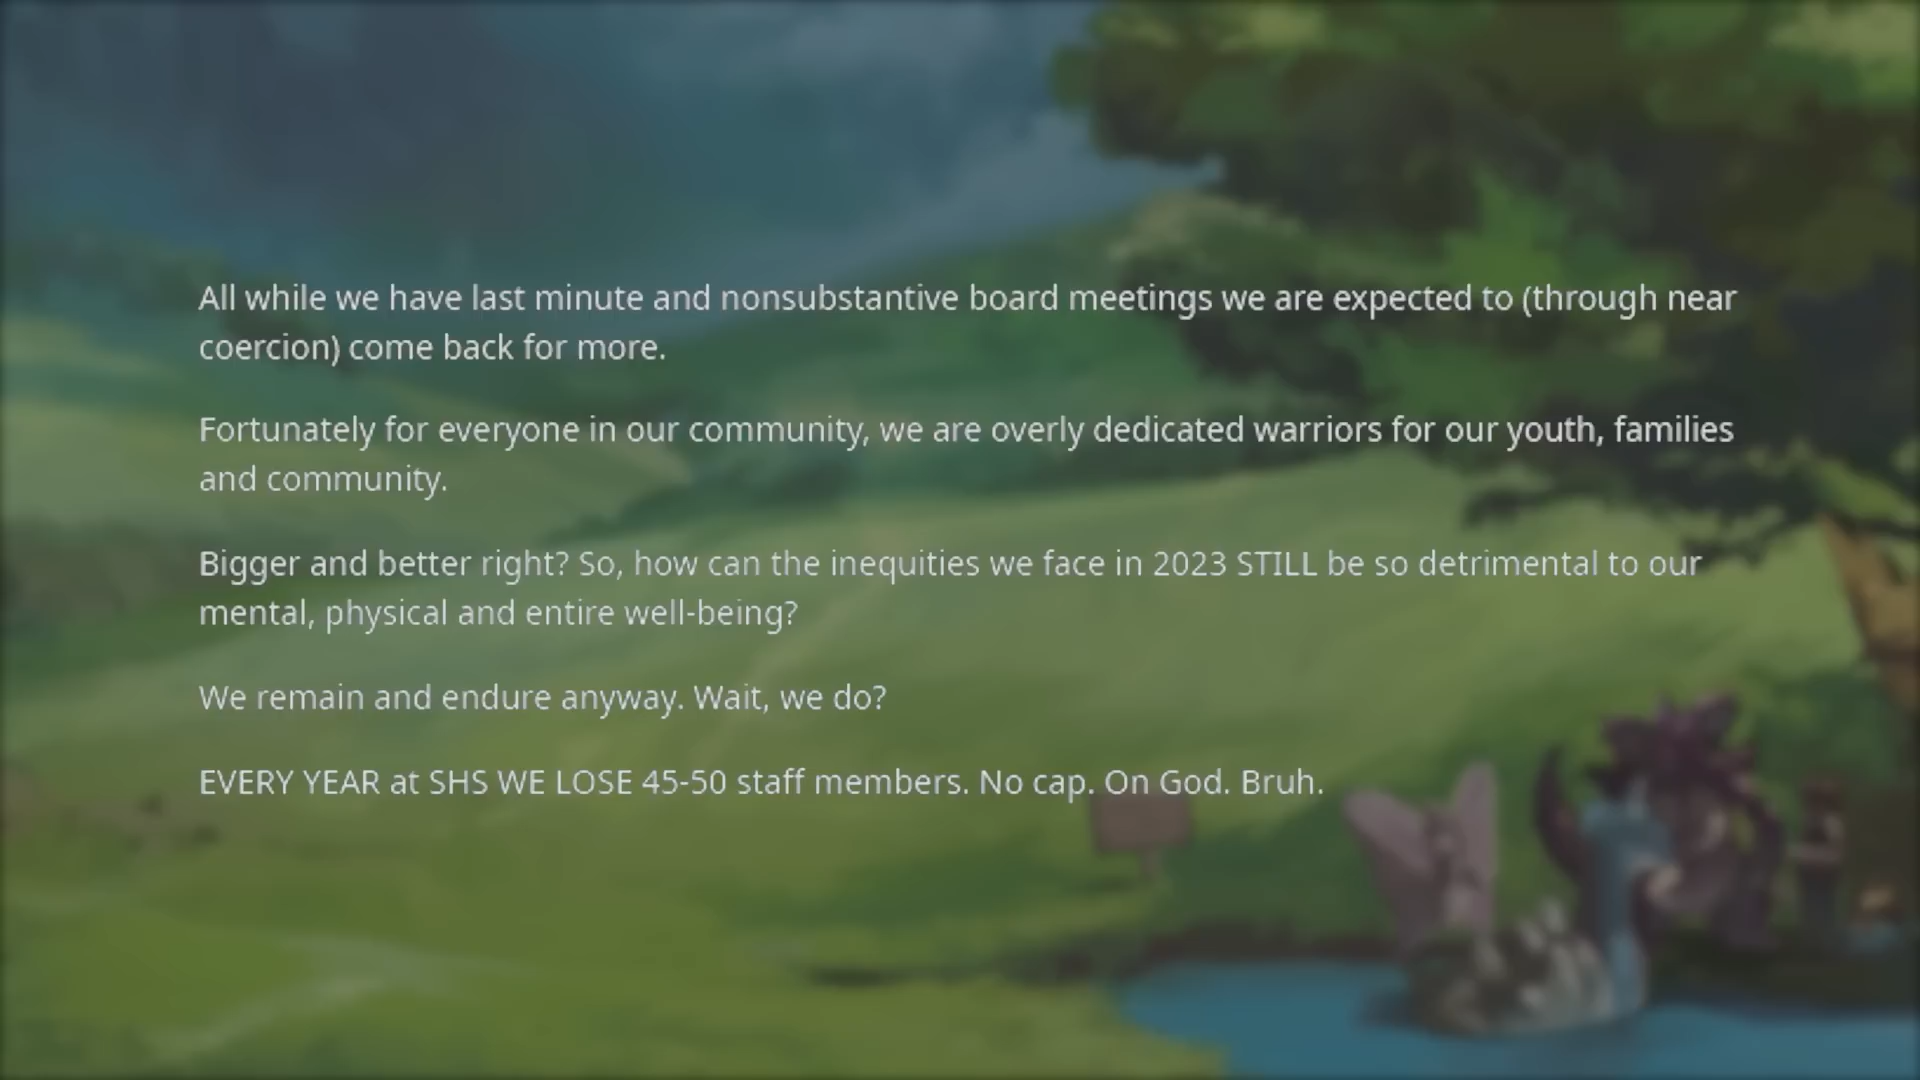 All while we have last minute and nonsubstantive board meetings we are expected to (through near
coercion) come back for more.
Fortunately for everyone in our community, we are overly dedicated warriors for our youth, families
and community.
Bigger and better right? So, how can the inequities we face in 2023 STILL be so detrimental to our
mental, physical and entire well-being?
We remain and endure anyway. Wait, we do?
EVERY YEAR at SHS WE LOSE 45-50 staff members. No cap. On God. Bruh.